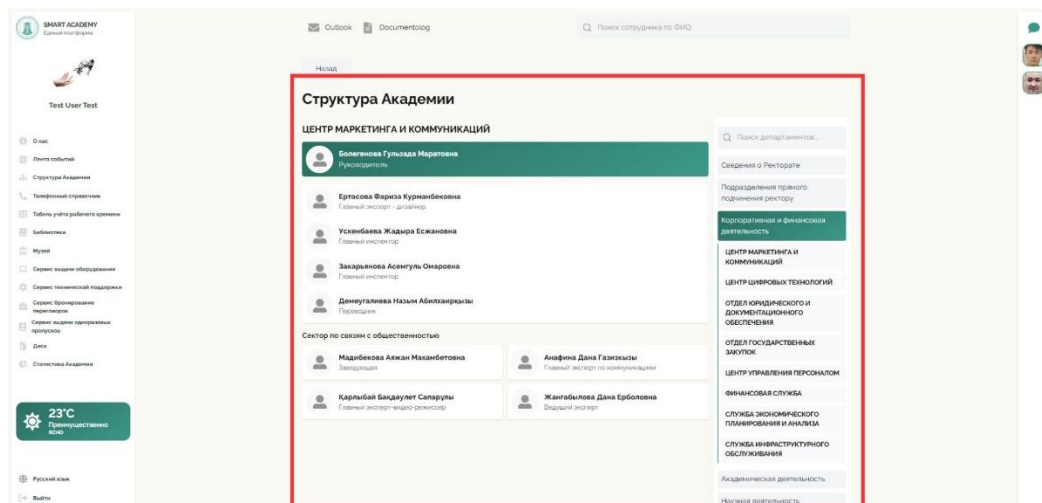 SMART ACADEMY
Единая платформа
Test User Test
О нас
Лента событий
Структура Академии
Телефонный справочник
Табель учёта рабочего времени
Библиотека
Музей
Сервис выдачи оборудования
Сервис технической поддержки
Сервис бронирование
переговорок
Сервис выдачи одноразовых
пропусков
Диск
Статистика Академии
23°C
Преимущественно
ясно
Русский язык
Выйти
Outlook
Documentolog
Поиск сотрудника по ФИО
Назад
Структура Академии
ЦЕНТР МАРКЕТИНГА И КОММУНИКАЦИЙ
Болегенова Гульзада Маратовна
Руководитель
Ертасова Фариза Курманбековна
Главный эксперт - дизайнер
Ускенбаева Жадыра Есжановна
Главный инспектор
Закарьянова Асемгуль Омаровна
Главный инспектор
Демеугалиева Назым Абилхаирқызы
Переводчик
Сектор по связям с общественностью
Мадибекова Аяжан Маханбетовна
Заведующая
Анафина Дана Газизкызы
Главный эксперт по коммуникациям
Қарлыбай Бақдаулет Сапарұлы
Главный эксперт-видео-режиссер
Жангабылова Дана Ерболовна
Ведущий эксперт
Поиск департаментов..
Сведения о Ректорате
Подразделения прямого
подчинения ректору
Корпоративная и финансовая
деятельность
ЦЕНТР МАРКЕТИНГА И
КОММУНИКАЦИЙ
ЦЕНТР ЦИФРОВЫХ ТЕХНОЛОГИЙ
ОТДЕЛ ЮРИДИЧЕСКОГО И
ДОКУМЕНТАЦИОННОГО
ОБЕСПЕЧЕНИЯ
ОТДЕЛ ГОСУДАРСТВЕННЫХ
ЗАКУПОК
ЦЕНТР УПРАВЛЕНИЯ ПЕРСОНАЛОМ
ФИНАНСОВАЯ СЛУЖБА
СЛУЖБА ЭКОНОМИЧЕСКОГО
ПЛАНИРОВАНИЯ И АНАЛИЗА
СЛУЖБА ИНФРАСТРУКТУРНОГО
ОБСЛУЖИВАНИЯ
Академическая деятельность
Научная деятельность